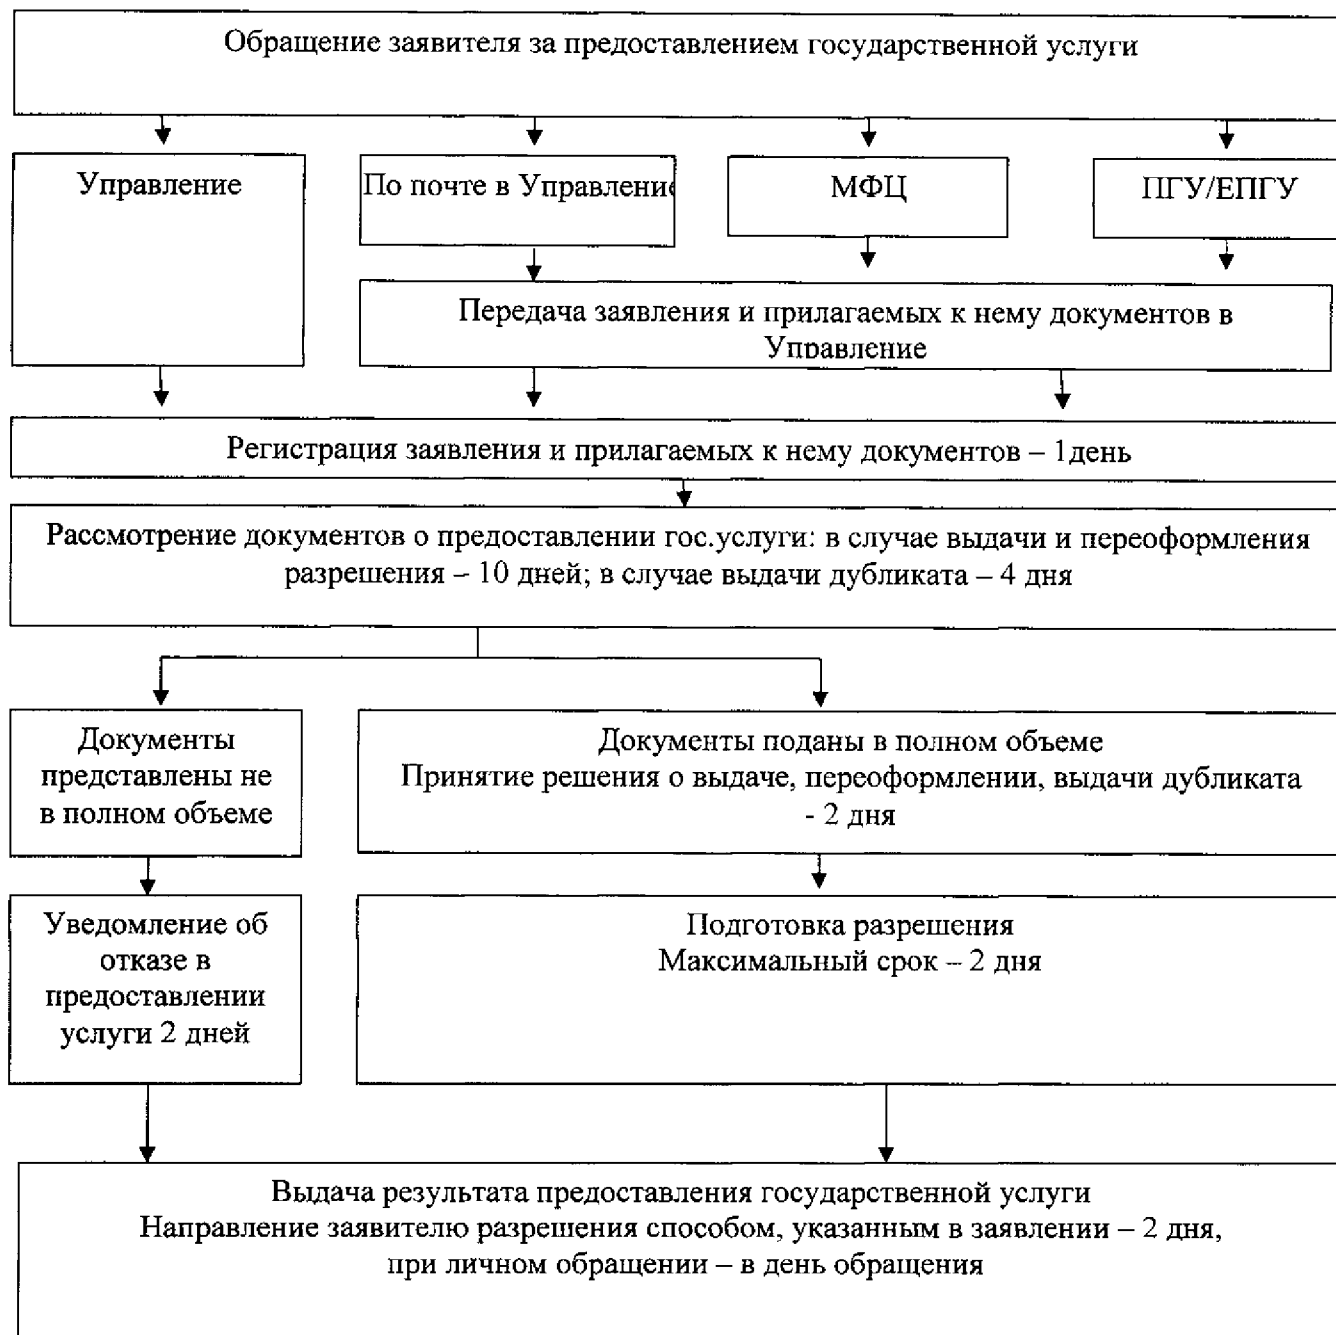 Обращение заявителя за предоставлением государственной услуги
Управление
По почте в Управление
МФЦ
ПГУ/ЕПГУ
Передача заявления и прилагаемых к нему документов в
Управление
Регистрация заявления и прилагаемых к нему документов – 1день
Рассмотрение документов о предоставлении гос.услуги: в случае выдачи и переоформления
разрешения – 10 дней; в случае выдачи дубликата – 4 дня
Документы
представлены не
в полном объеме
Документы поданы в полном объеме
Принятие решения о выдаче, переоформлении, выдачи дубликата
- 2 дня
Уведомление об
отказе в
предоставлении
услуги 2 дней
Подготовка разрешения
Максимальный срок – 2 дня
Выдача результата предоставления государственной услуги
Направление заявителю разрешения способом, указанным в заявлении – 2 дня,
при личном обращении – в день обращения